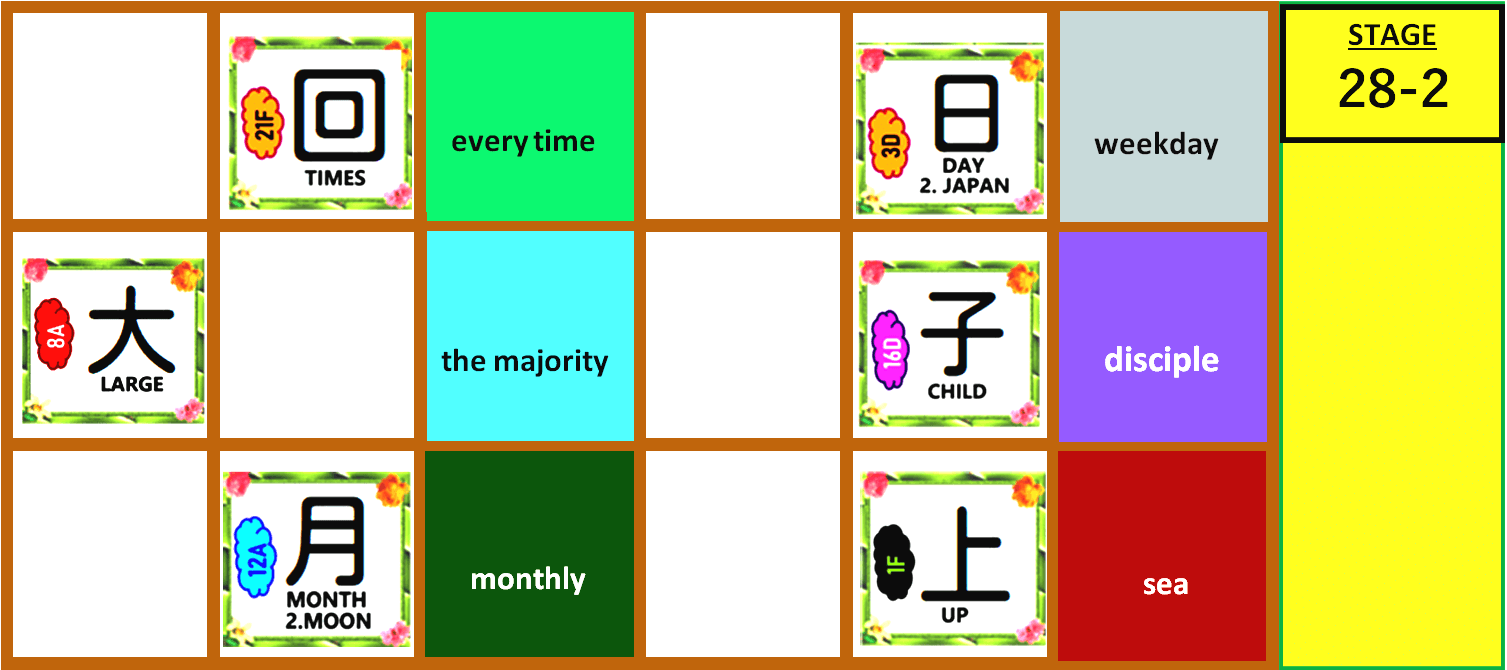 21F
回
TIMES
every time
3D
日
DAY
2. JAPAN
weekday
STAGE
28-2
8A
大
LARGE
the majority
16D
子
CHILD
disciple
12A
月
MONTH
2.MOON
monthly
1F
上
UP
sea